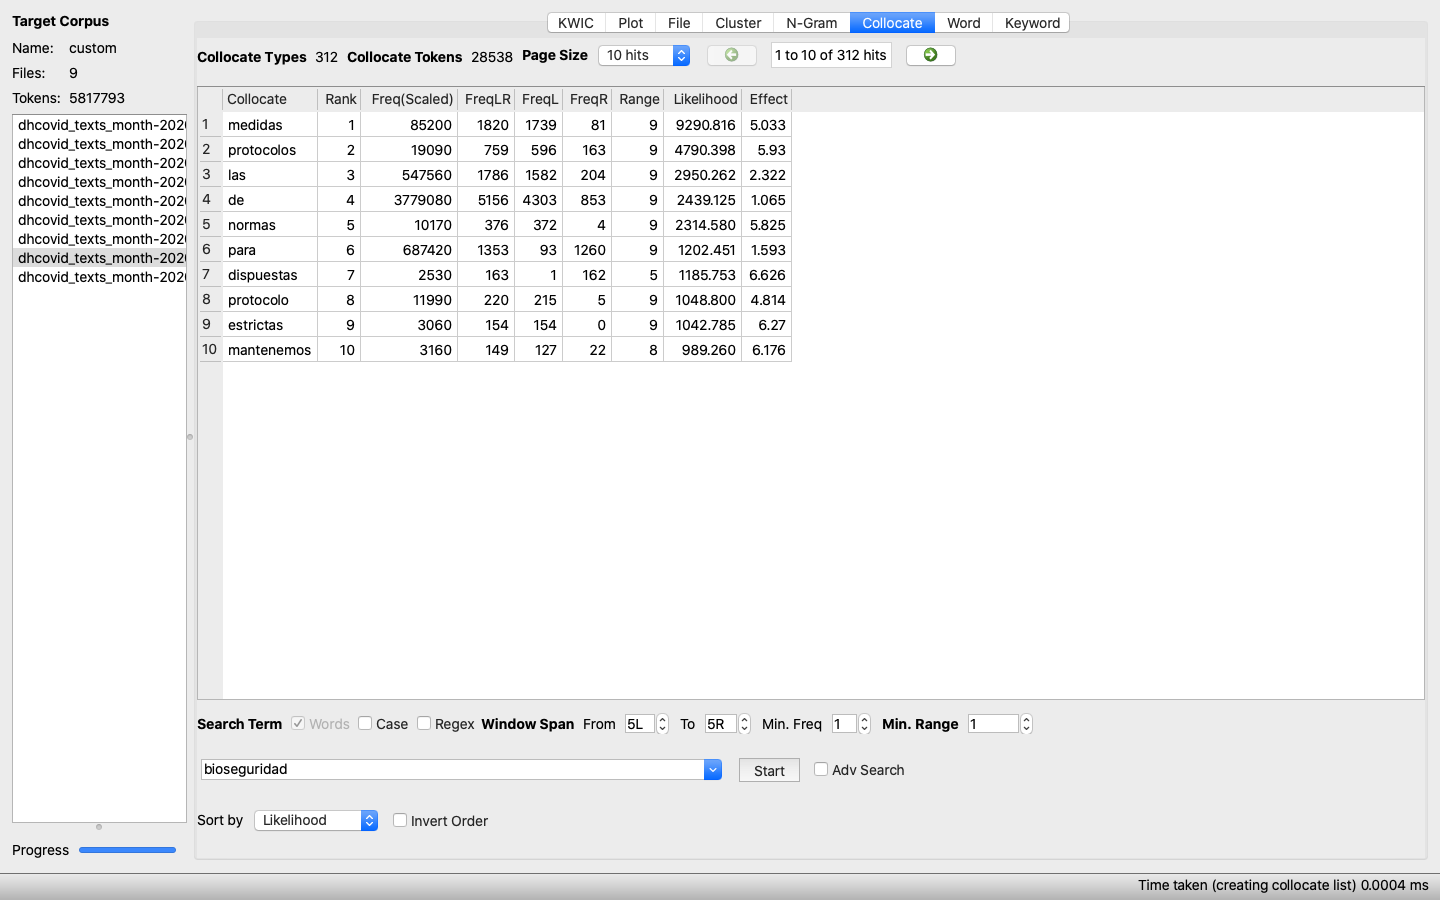 Target Corpus
Name: custom
Files: 9
Tokens: 5817793
dhcovid_texts_month-202
dhcovid_texts_month-202
dhcovid_texts_month-202
dhcovid_texts_month-202
dhcovid_texts_month-202
dhcovid_texts_month-202
dhcovid_texts_month-202
dhcovid_texts_month-202
dhcovid_texts_month-202
Progress
KWIC Plot File Cluster N-Gram Collocate Word Keyword
Collocate Types 312 Collocate Tokens 28538 Page Size 10 hits 1 to 10 of 312 hits
Collocate Rank Freq(Scaled) FreqLR FreqL FreqR Range Likelihood Effect
1 medidas 1 85200 1820 1739 81 9 9290.816 5.033
2 protocolos 2 19090 759 596 163 9 4790.398 5.93
3 las 3 547560 1786 1582 204 9 2950.262 2.322
4 de 4 3779080 5156 4303 853 9 2439.125 1.065
5 normas 5 10170 376 372 4 9 2314.580 5.825
6 para 6 687420 1353 93 1260 9 1202.451 1.593
7 dispuestas 7 2530 163 1 162 5 1185.753 6.626
8 protocolo 8 11990 220 215 5 9 1048.800 4.814
9 estrictas 9 3060 154 154 0 9 1042.785 6.27
10 mantenemos 10 3160 149 127 22 8 989.260 6.176
Search Term Words Case Regex Window Span From 5L To 5R Min. Freq 1 Min. Range 1
bioseguridad Start Adv Search
Sort by Likelihood Invert Order
Time taken (creating collocate list) 0.0004 ms